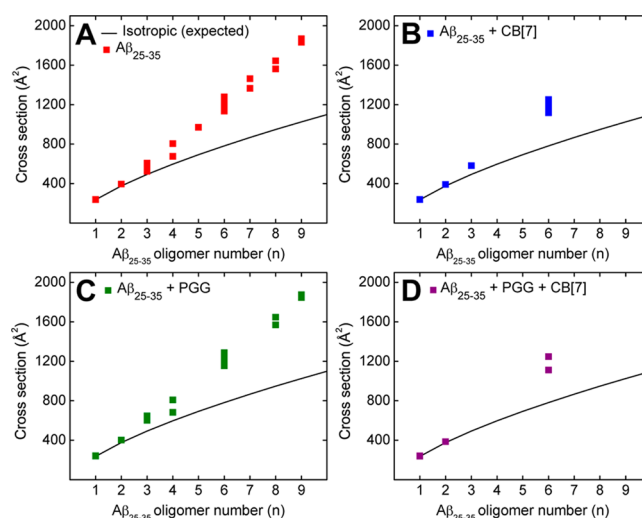 A
Isotropic (expected)
Aβ25-35
Cross section (Å2)
2000
1600
1200
800
400
1 2 3 4 5 6 7 8 9
Aβ25-35 oligomer number (n)
B
Aβ25-35 + CB[7]
Cross section (Å2)
2000
1600
1200
800
400
1 2 3 4 5 6 7 8 9
Aβ25-35 oligomer number (n)
C
Aβ25-35 + PGG
Cross section (Å2)
2000
1600
1200
800
400
1 2 3 4 5 6 7 8 9
Aβ25-35 oligomer number (n)
D
Aβ25-35 + PGG + CB[7]
Cross section (Å2)
2000
1600
1200
800
400
1 2 3 4 5 6 7 8 9
Aβ25-35 oligomer number (n)